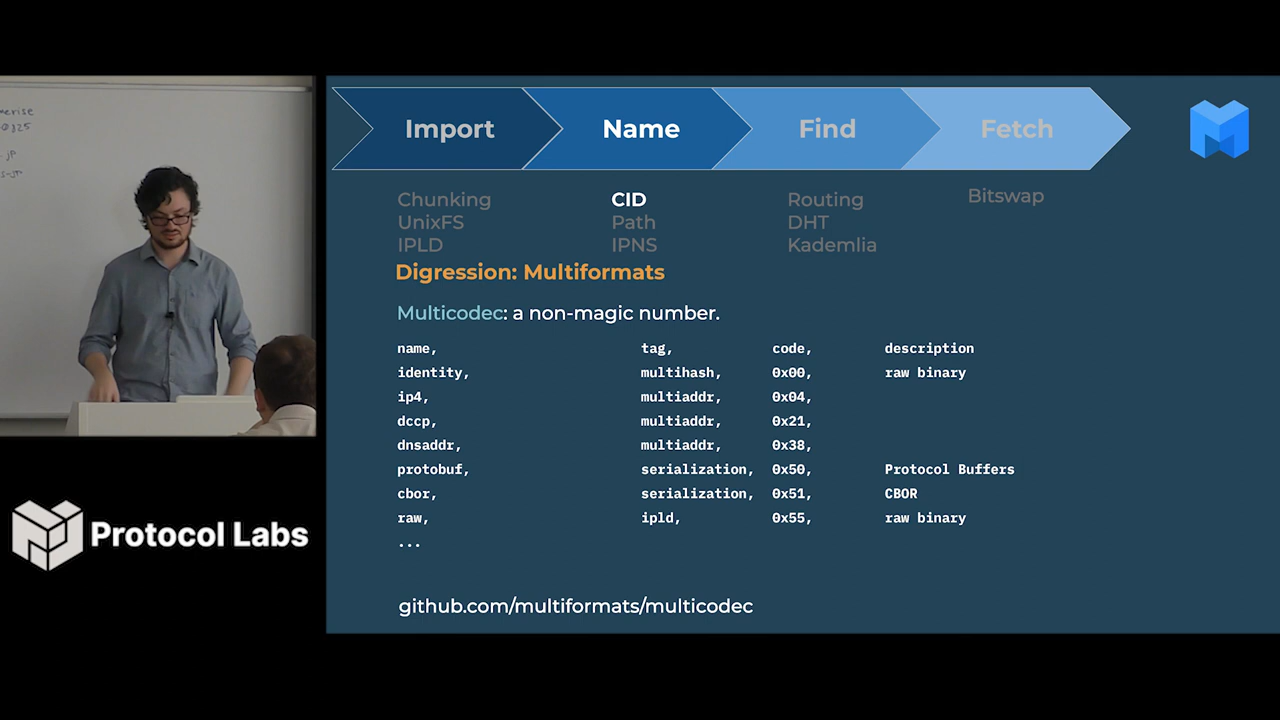 Import Name Find Fetch
Chunking CID Routing Bitswap
UnixFS Path DHT
IPLD IPNS Kademlia
Digression: Multiformats
Multicodec: a non-magic number.
name, tag, code, description
identity, multihash, 0x00, raw binary
ip4, multiaddr, 0x04,
dccp, multiaddr, 0x21,
dnsaddr, multiaddr, 0x38,
protobuf, serialization, 0x50, Protocol Buffers
cbor, serialization, 0x51, CBOR
raw, ipld, 0x55, raw binary
...
github.com/multiformats/multicodec
Protocol Labs